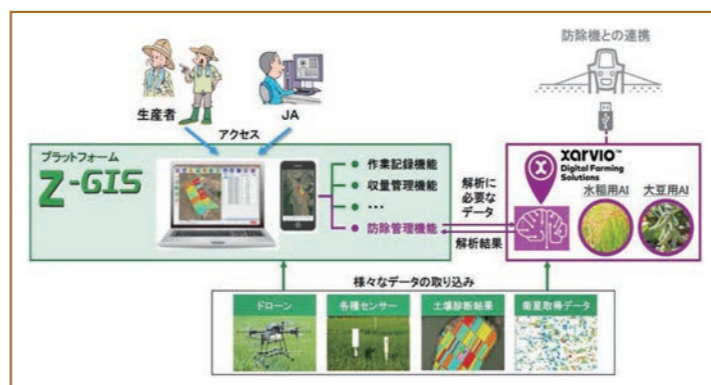 防除機との連携
生産者
JA
アクセス
プラットフォーム
Z-GIS
作業記録機能
収量管理機能
・・・
防除管理機能
解析に
必要な
データ
解析結果
xarvio™
Digital Farming
Solutions
水稲用AI
大豆用AI
様々なデータの取り込み
ドローン
各種センサー
土壌診断結果
衛星取得データ